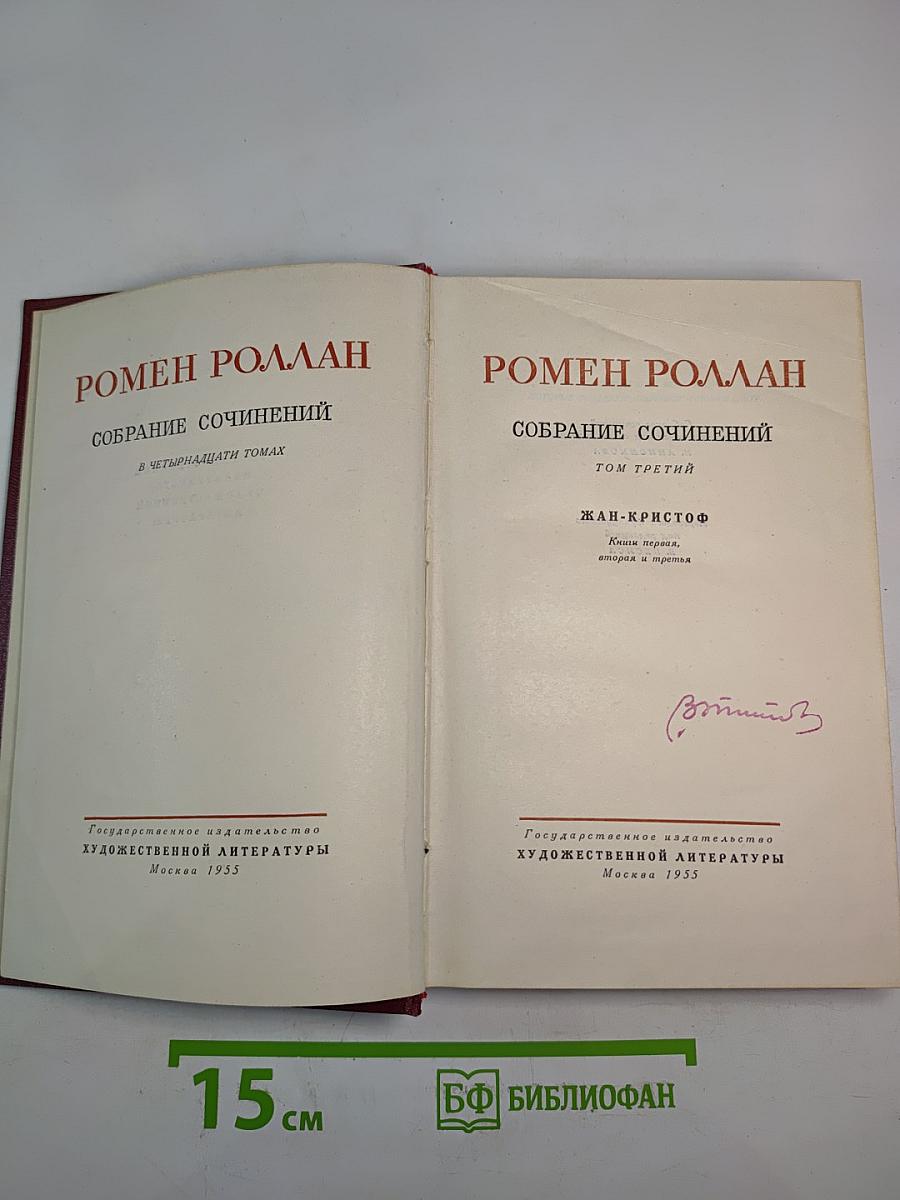 РОМЕН РОЛЛАН
СОБРАНИЕ СОЧИНЕНИЙ
В ЧЕТЫРНАДЦАТИ ТОМАХ
Государственное издательство
ХУДОЖЕСТВЕННОЙ ЛИТЕРАТУРЫ
Москва 1955
РОМЕН РОЛЛАН
СОБРАНИЕ СОЧИНЕНИЙ
ТОМ ТРЕТИЙ
ЖАН-КРИСТОФ
Книги первая,
вторая и третья
Государственное издательство
ХУДОЖЕСТВЕННОЙ ЛИТЕРАТУРЫ
Москва 1955
15 см
БФ БИБЛИОФАН